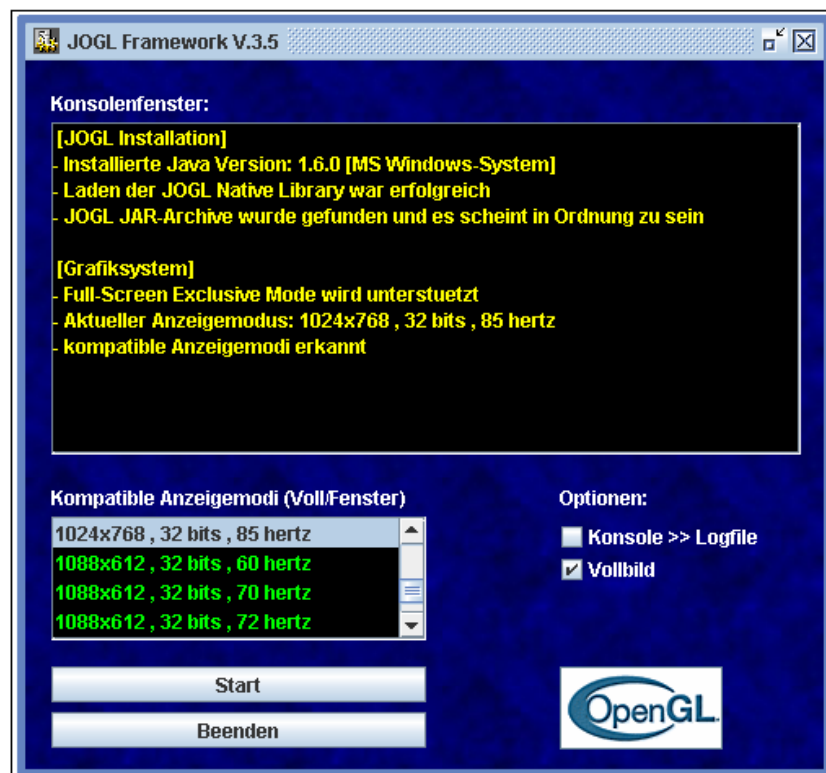 JOGL Framework V.3.5
Konsolenfenster:
[JOGL Installation]
- Installierte Java Version: 1.6.0 [MS Windows-System]
- Laden der JOGL Native Library war erfolgreich
- JOGL JAR-Archive wurde gefunden und es scheint in Ordnung zu sein
[Grafiksystem]
- Full-Screen Exclusive Mode wird unterstuetzt
- Aktueller Anzeigemodus: 1024x768 , 32 bits , 85 hertz
- kompatible Anzeigemodi erkannt
Kompatible Anzeigemodi (Voll/Fenster)
1024x768 , 32 bits , 85 hertz
1088x612 , 32 bits , 60 hertz
1088x612 , 32 bits , 70 hertz
1088x612 , 32 bits , 72 hertz
Optionen:
Konsole >> Logfile
Vollbild
Start
Beenden
OpenGL.